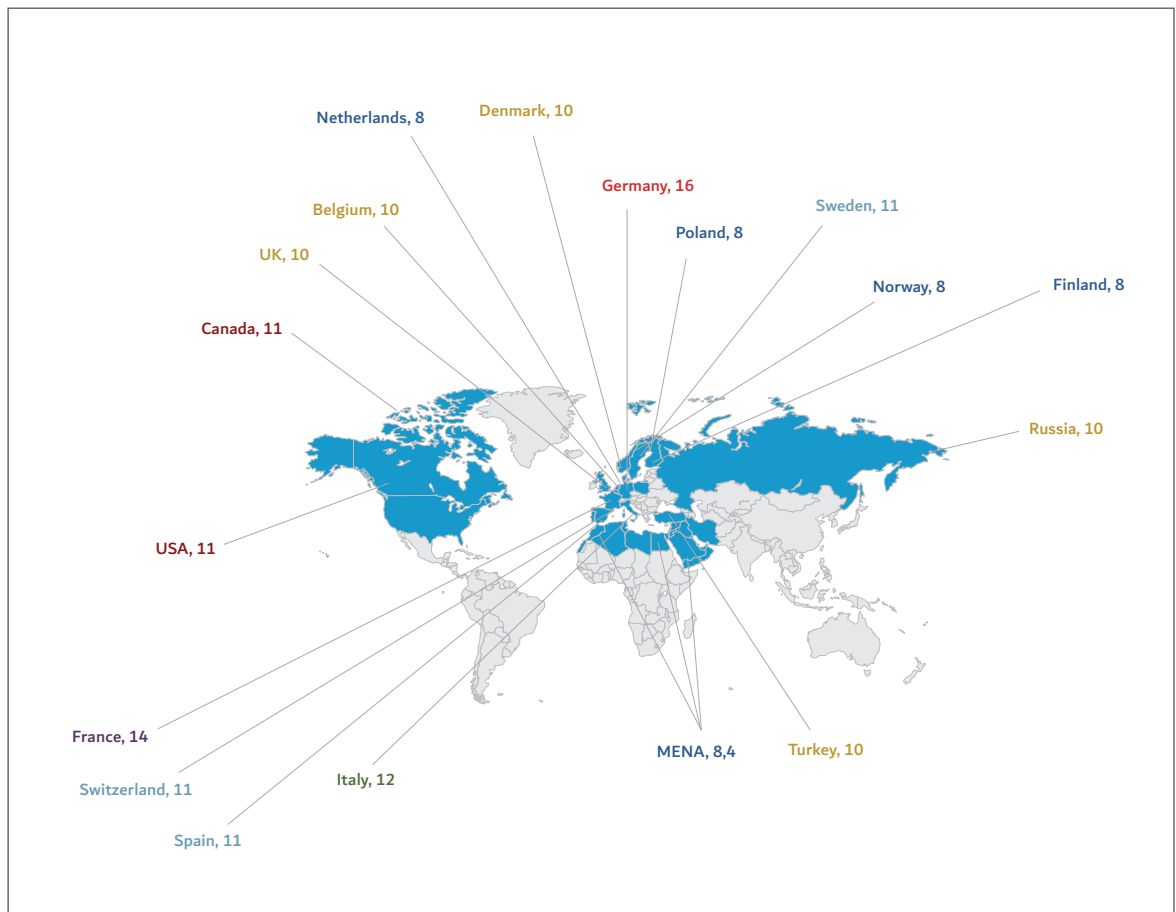 Denmark, 10
Netherlands, 8
Germany, 16
Sweden, 11
Belgium, 10
Poland, 8
UK, 10
Norway, 8
Finland, 8
Canada, 11
Russia, 10
USA, 11
France, 14
MENA, 8,4
Turkey, 10
Italy, 12
Switzerland, 11
Spain, 11